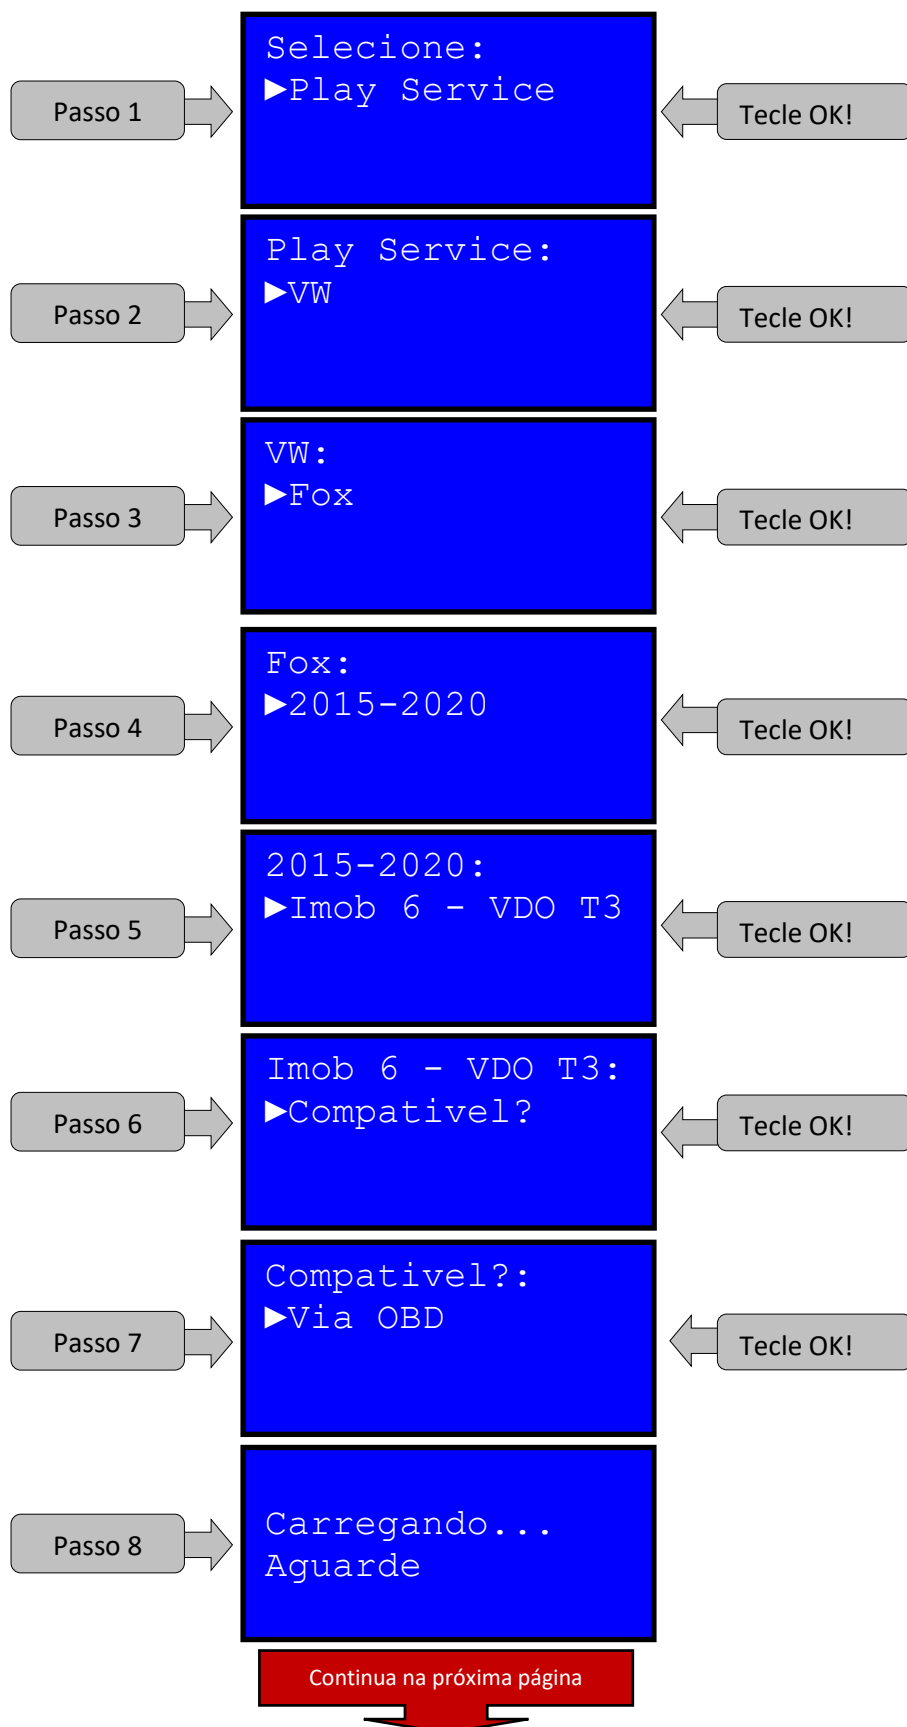 Selecione:
►Play Service
Passo 1
Tecle OK!
Play Service:
►VW
Passo 2
Tecle OK!
VW:
►Fox
Passo 3
Tecle OK!
Fox:
►2015-2020
Passo 4
Tecle OK!
2015-2020:
►Imob 6 - VDO T3
Passo 5
Tecle OK!
Imob 6 - VDO T3:
►Compativel?
Passo 6
Tecle OK!
Compativel?:
►Via OBD
Passo 7
Tecle OK!
Carregando...
Aguarde
Passo 8
Continua na próxima página